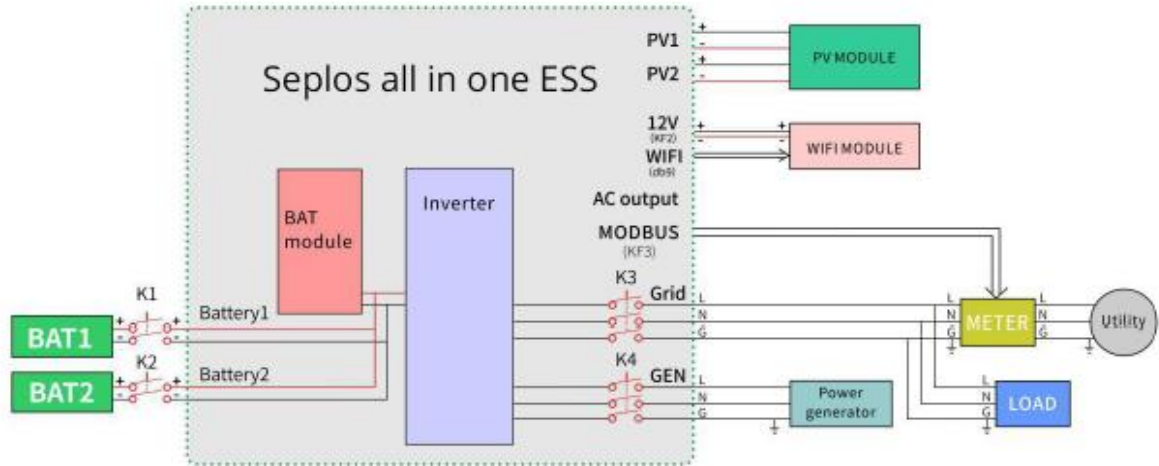 Seplos all in one ESS
PV1
+
-
PV2
+
-
PV MODULE
12V
(KF2)
+
-
+
-
WIFI
(db9)
WIFI MODULE
AC output
MODBUS
(KF3)
BAT
module
Inverter
K1
BAT1
+
-
+
-
Battery1
K2
BAT2
+
-
+
-
Battery2
K3
Grid
L
N
G
L
N
G
METER
L
N
G
Utility
K4
GEN
L
N
G
Power
generator
L
N
G
LOAD